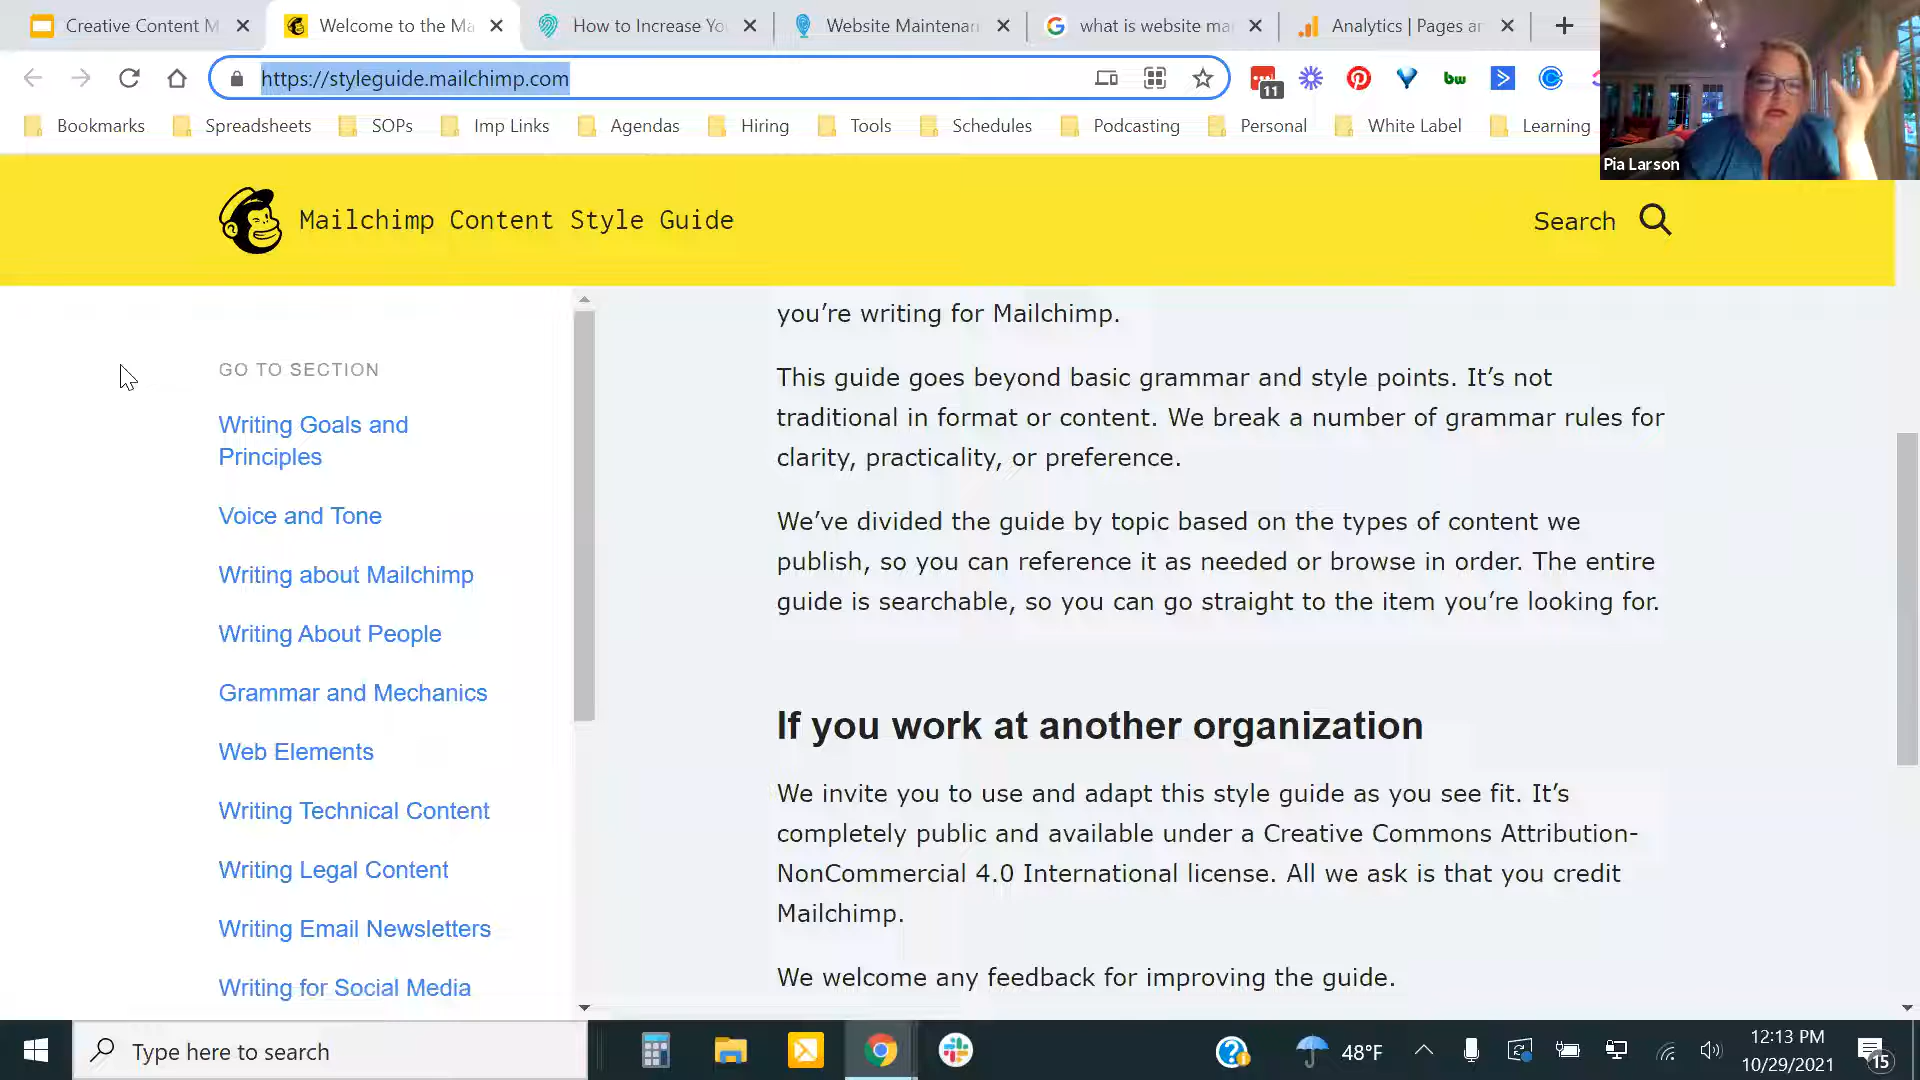 Creative Content M
Welcome to the Ma
How to Increase Yo
Website Maintenan
what is website mai
Analytics | Pages an
https://styleguide.mailchimp.com
11
bw
Bookmarks
Spreadsheets
SOPs
Imp Links
Agendas
Hiring
Tools
Schedules
Podcasting
Personal
White Label
Learning
Pia Larson
Mailchimp Content Style Guide
Search
GO TO SECTION
Writing Goals and
Principles
Voice and Tone
Writing about Mailchimp
Writing About People
Grammar and Mechanics
Web Elements
Writing Technical Content
Writing Legal Content
Writing Email Newsletters
Writing for Social Media
you’re writing for Mailchimp.
This guide goes beyond basic grammar and style points. It’s not
traditional in format or content. We break a number of grammar rules for
clarity, practicality, or preference.
We’ve divided the guide by topic based on the types of content we
publish, so you can reference it as needed or browse in order. The entire
guide is searchable, so you can go straight to the item you’re looking for.
If you work at another organization
We invite you to use and adapt this style guide as you see fit. It’s
completely public and available under a Creative Commons Attribution-
NonCommercial 4.0 International license. All we ask is that you credit
Mailchimp.
We welcome any feedback for improving the guide.
Type here to search
48°F
12:13 PM
10/29/2021
15